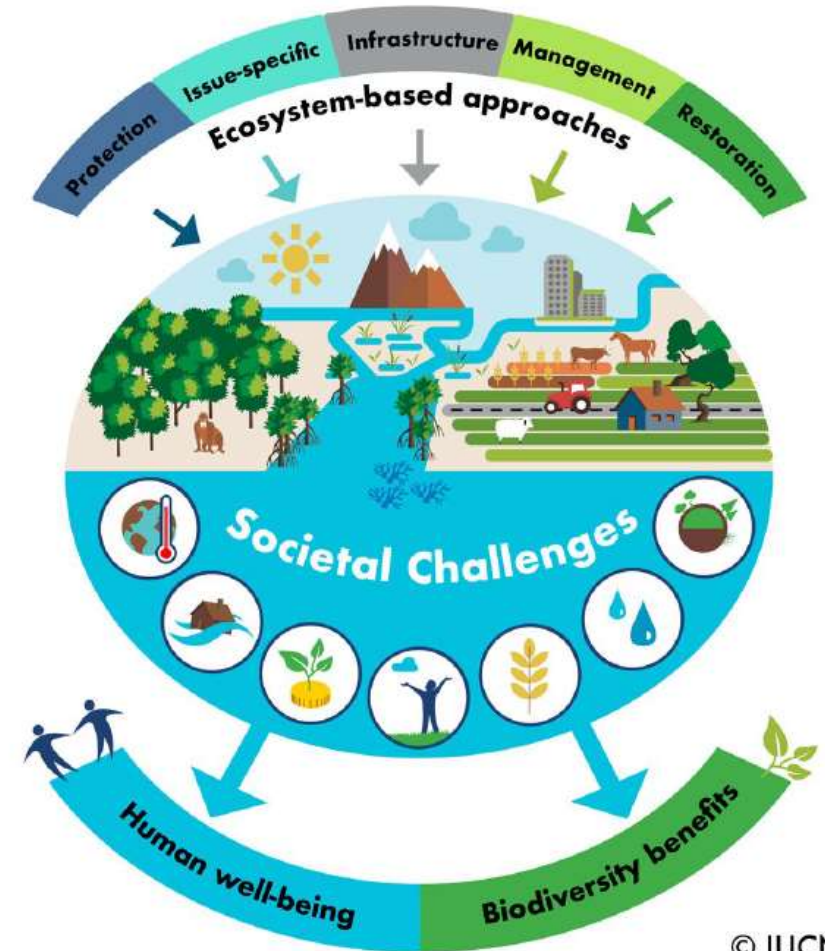 Protection
Issue-specific
Infrastructure
Management
Restoration
Ecosystem-based approaches
Societal Challenges
Human well-being
Biodiversity benefits
© IUCN